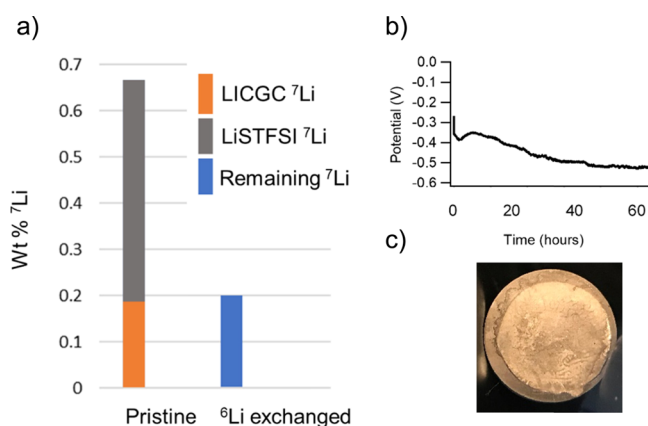 a)
0.7
0.6
0.5
0.4
0.3
0.2
0.1
0
Wt % ⁷Li
LICGC ⁷Li
LiSTFSI ⁷Li
Remaining ⁷Li
Pristine
⁶Li exchanged
b)
0.0
-0.1
-0.2
-0.3
-0.4
-0.5
-0.6
Potential (V)
0 20 40 60
Time (hours)
c)